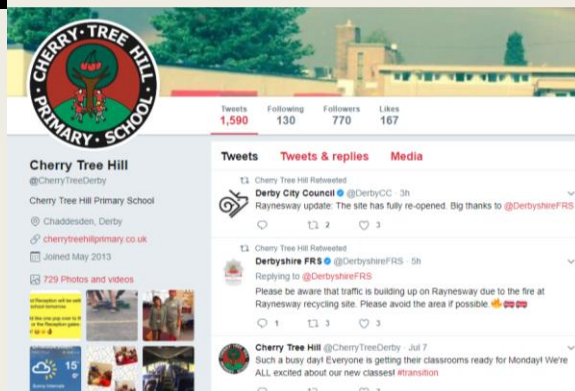 CHERRY · TREE HILL
PRIMARY · SCHOOL
Tweets Following Followers Likes
1,590 130 770 167
Cherry Tree Hill
@CherryTreeDerby
Cherry Tree Hill Primary School
Chaddesden, Derby
cherrytreehillprimary.co.uk
Joined May 2013
729 Photos and videos
15°
Tweets Tweets & replies Media
Cherry Tree Hill Retweeted
Derby City Council @DerbyCC · 3h
Raynesway update: The site has fully re-opened. Big thanks to @DerbyshireFRS
2 3
Cherry Tree Hill Retweeted
Derbyshire FRS @DerbyshireFRS · 5h
Replying to @DerbyshireFRS
Please be aware that traffic is building up on Raynesway due to the fire at
Raynesway recycling site. Please avoid the area if possible
1 3 3
Cherry Tree Hill @CherryTreeDerby · Jul 7
Such a busy day! Everyone is getting their classrooms ready for Monday! We're
ALL excited about our new classes! #transition